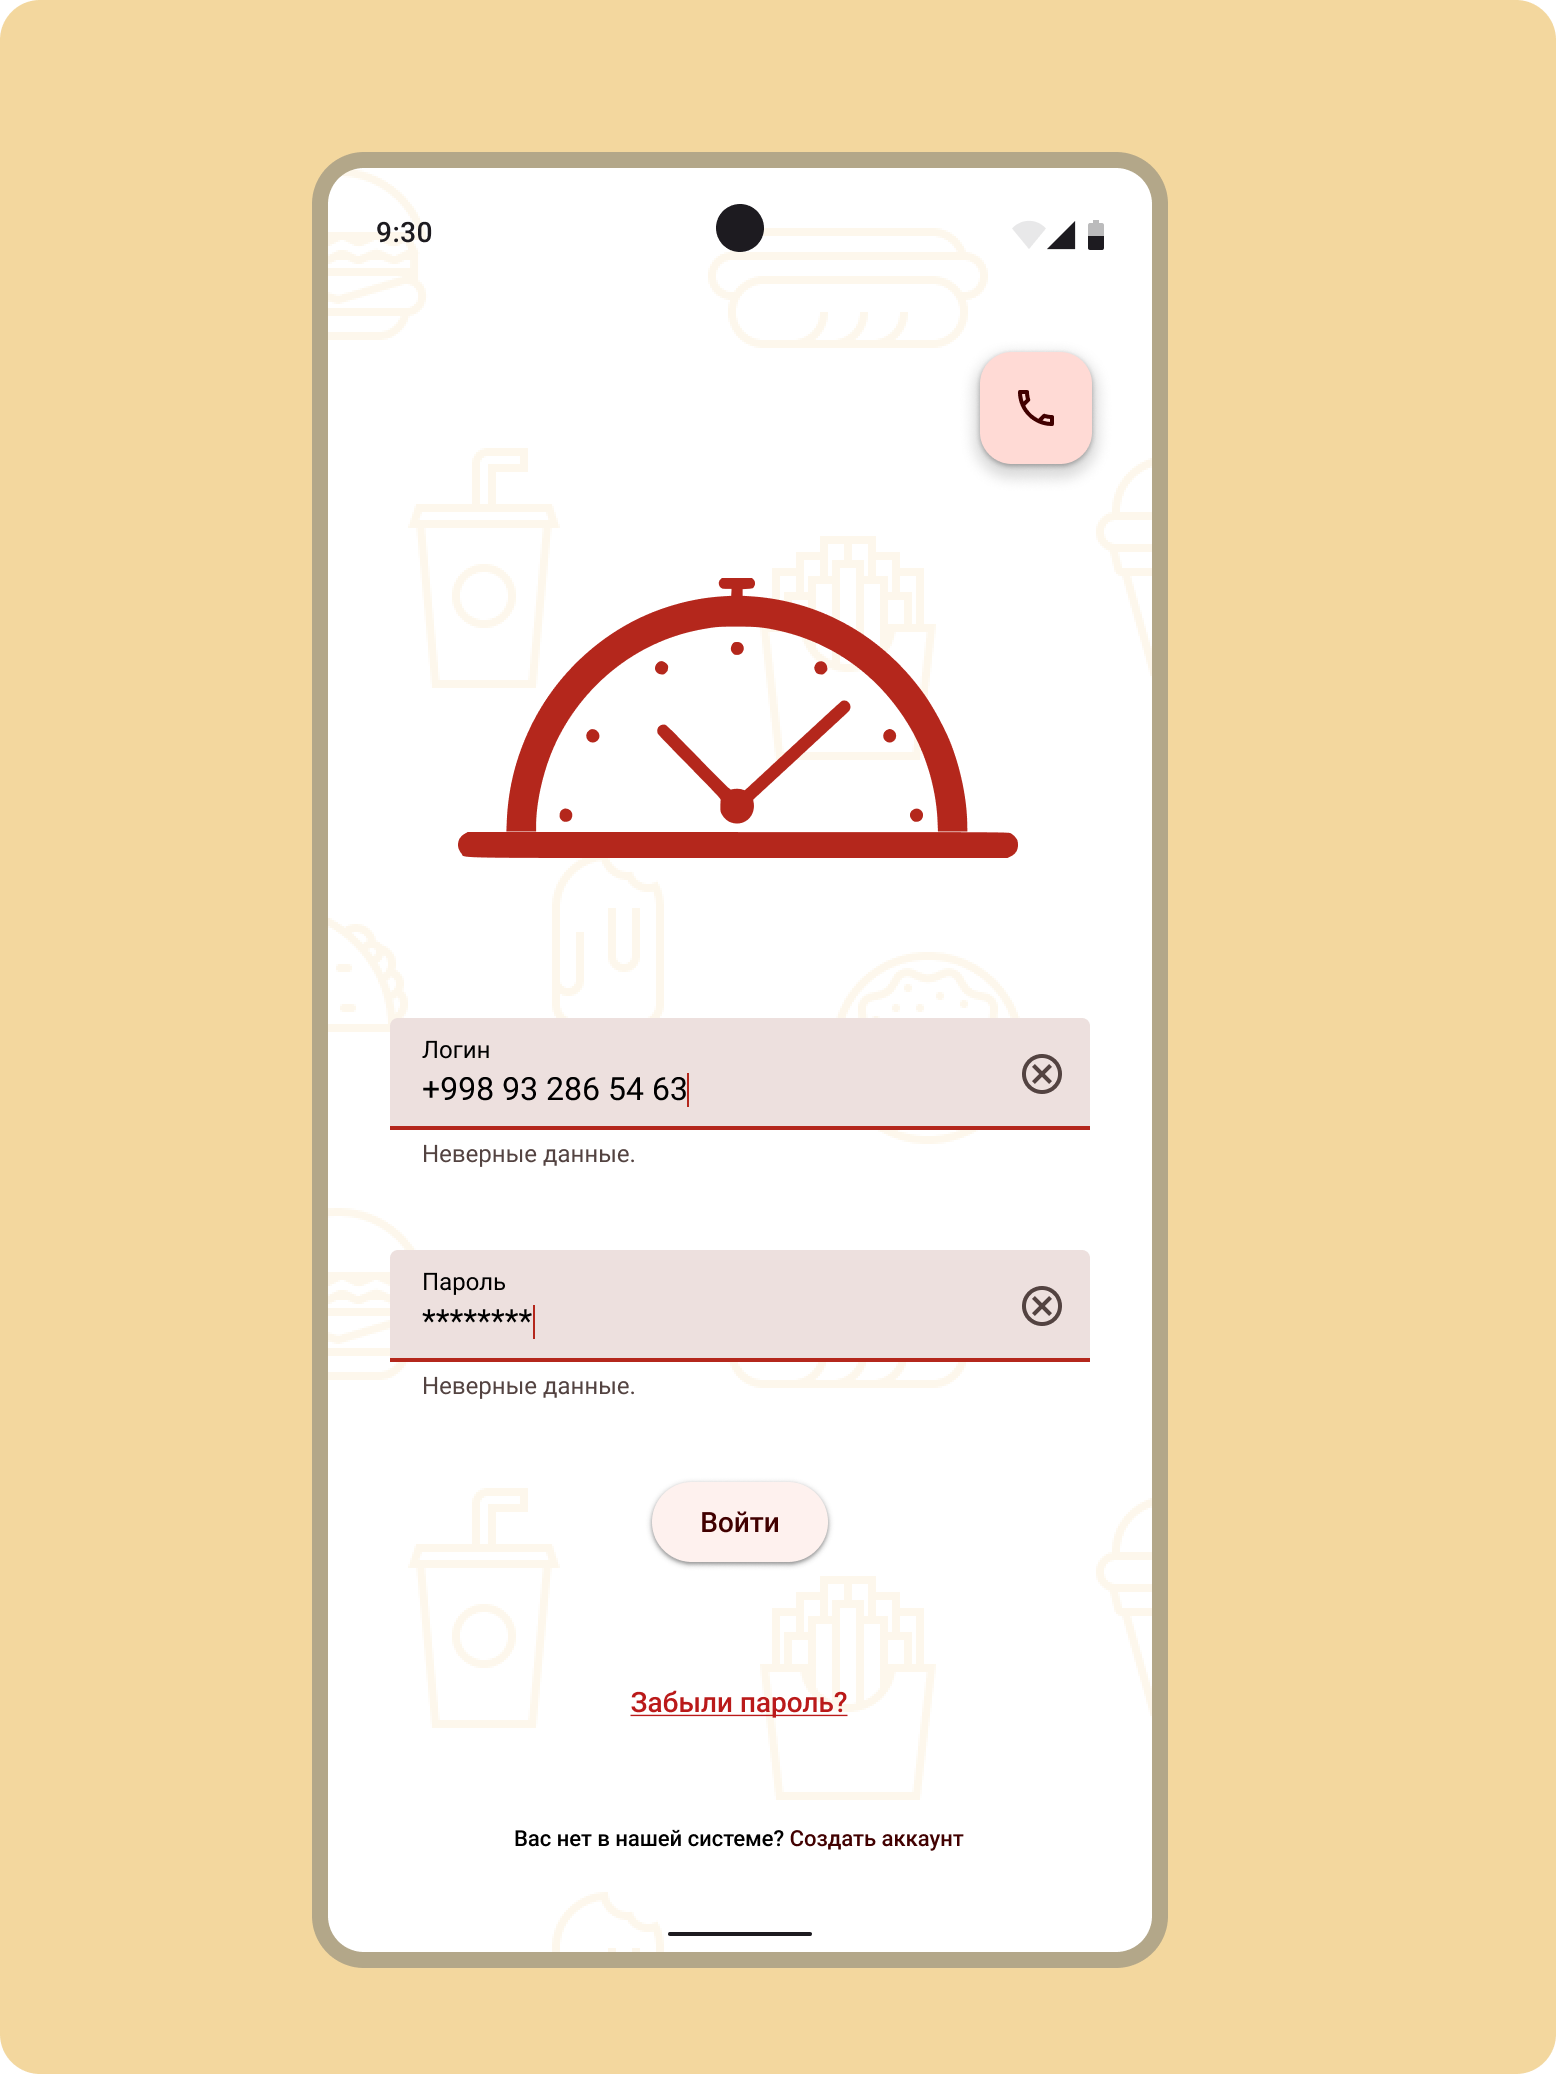 9:30
Логин
+998 93 286 54 63
Неверные данные.
Пароль
********
Неверные данные.
Войти
Забыли пароль?
Вас нет в нашей системе? Создать аккаунт